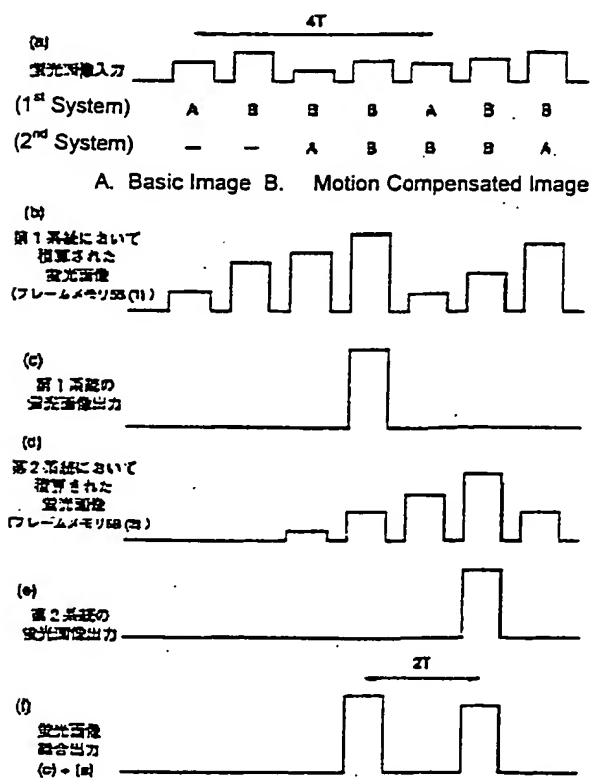 4T
(a)
蛍光画像入力
(1st System) A B B B A B B
(2nd System) — — A B B B A
A. Basic Image B. Motion Compensated Image
(b)
第1系統において
積算された
蛍光画像
(フレームメモリ58(1))
(c)
第1系統の
蛍光画像出力
(d)
第2系統において
積算された
蛍光画像
(フレームメモリ58(2))
(e)
第2系統の
蛍光画像出力
2T
(f)
蛍光画像
総合出力
(c) + (e)